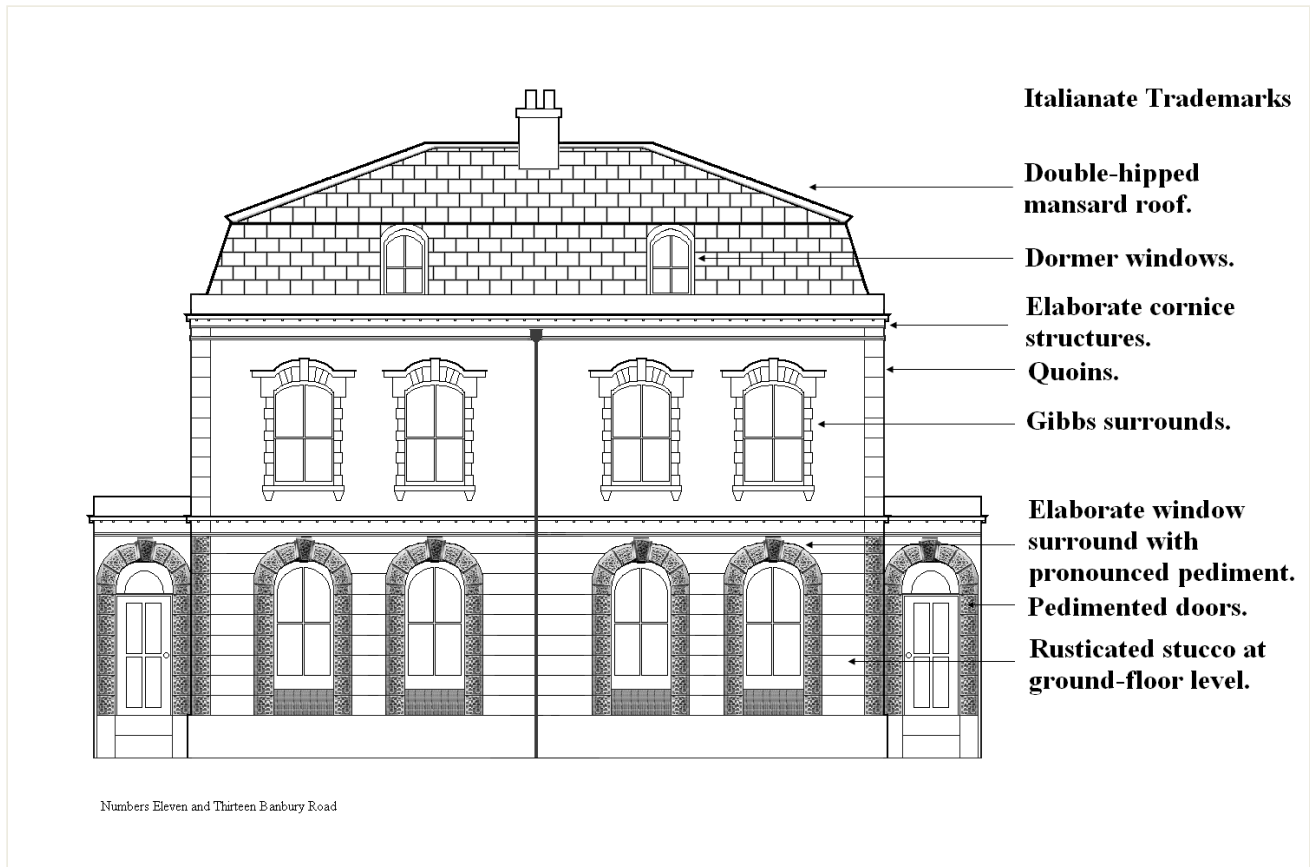 Italianate Trademarks
Double-hipped
mansard roof.
Dormer windows.
Elaborate cornice
structures.
Quoins.
Gibbs surrounds.
Elaborate window
surround with
pronounced pediment.
Pedimented doors.
Rusticated stucco at
ground-floor level.
Numbers Eleven and Thirteen Banbury Road